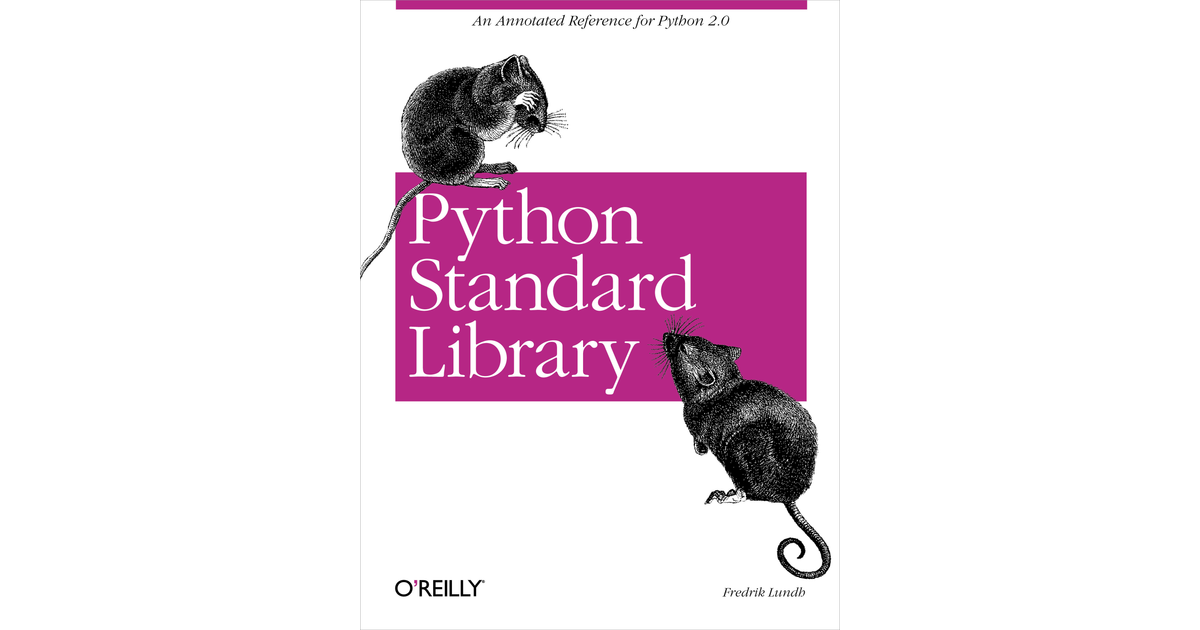 An Annotated Reference for Python 2.0
Python
Standard
Library
O'REILLY®
Fredrik Lundh